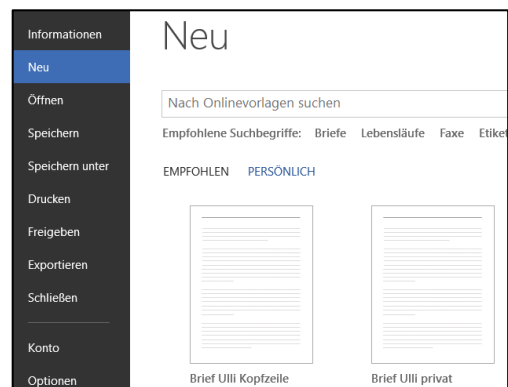 Informationen
Neu
Öffnen
Speichern
Speichern unter
Drucken
Freigeben
Exportieren
Schließen
Konto
Optionen
Neu
Nach Onlinevorlagen suchen
Empfohlene Suchbegriffe: Briefe Lebensläufe Faxe Etiket
EMPFOHLEN PERSÖNLICH
Brief Ulli Kopfzeile Brief Ulli privat